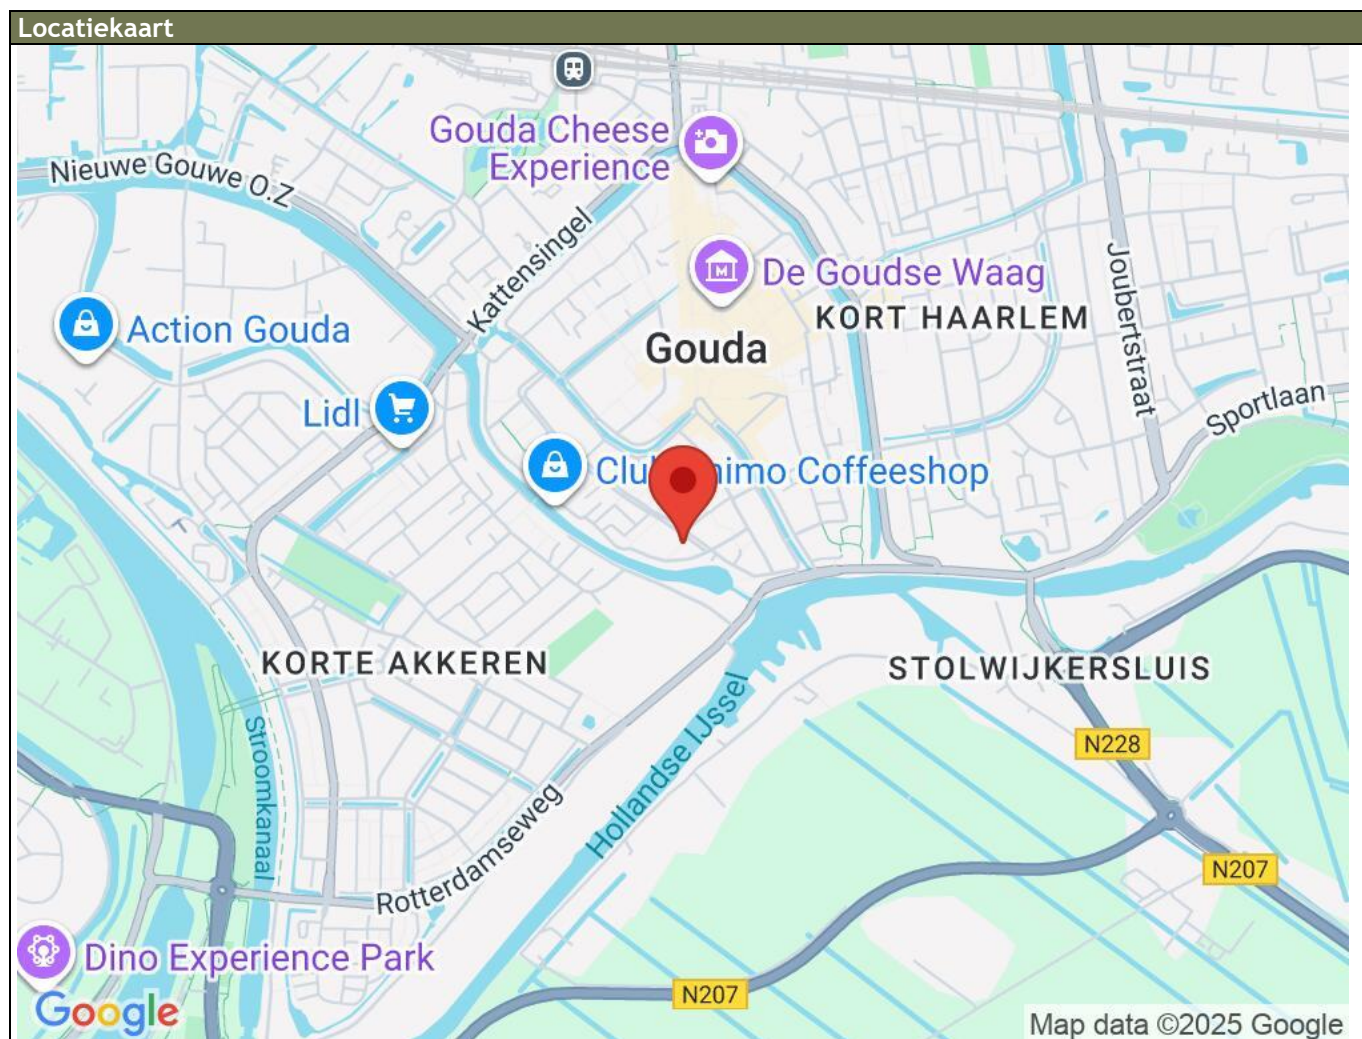 Locatiekaart
Gouda Cheese
Experience
Nieuwe Gouwe O.Z
Kattensingel
De Goudse Waag
Joubertstraat
KORT HAARLEM
Action Gouda
Gouda
Lidl
Sportlaan
Coffeeshop
KORTE AKKEREN
STOLWIJKERSLUIS
Stroomkanaal
Hollandse IJssel
N228
Rotterdamseweg
N207
Dino Experience Park
N207
Google
Map data ©2025 Google